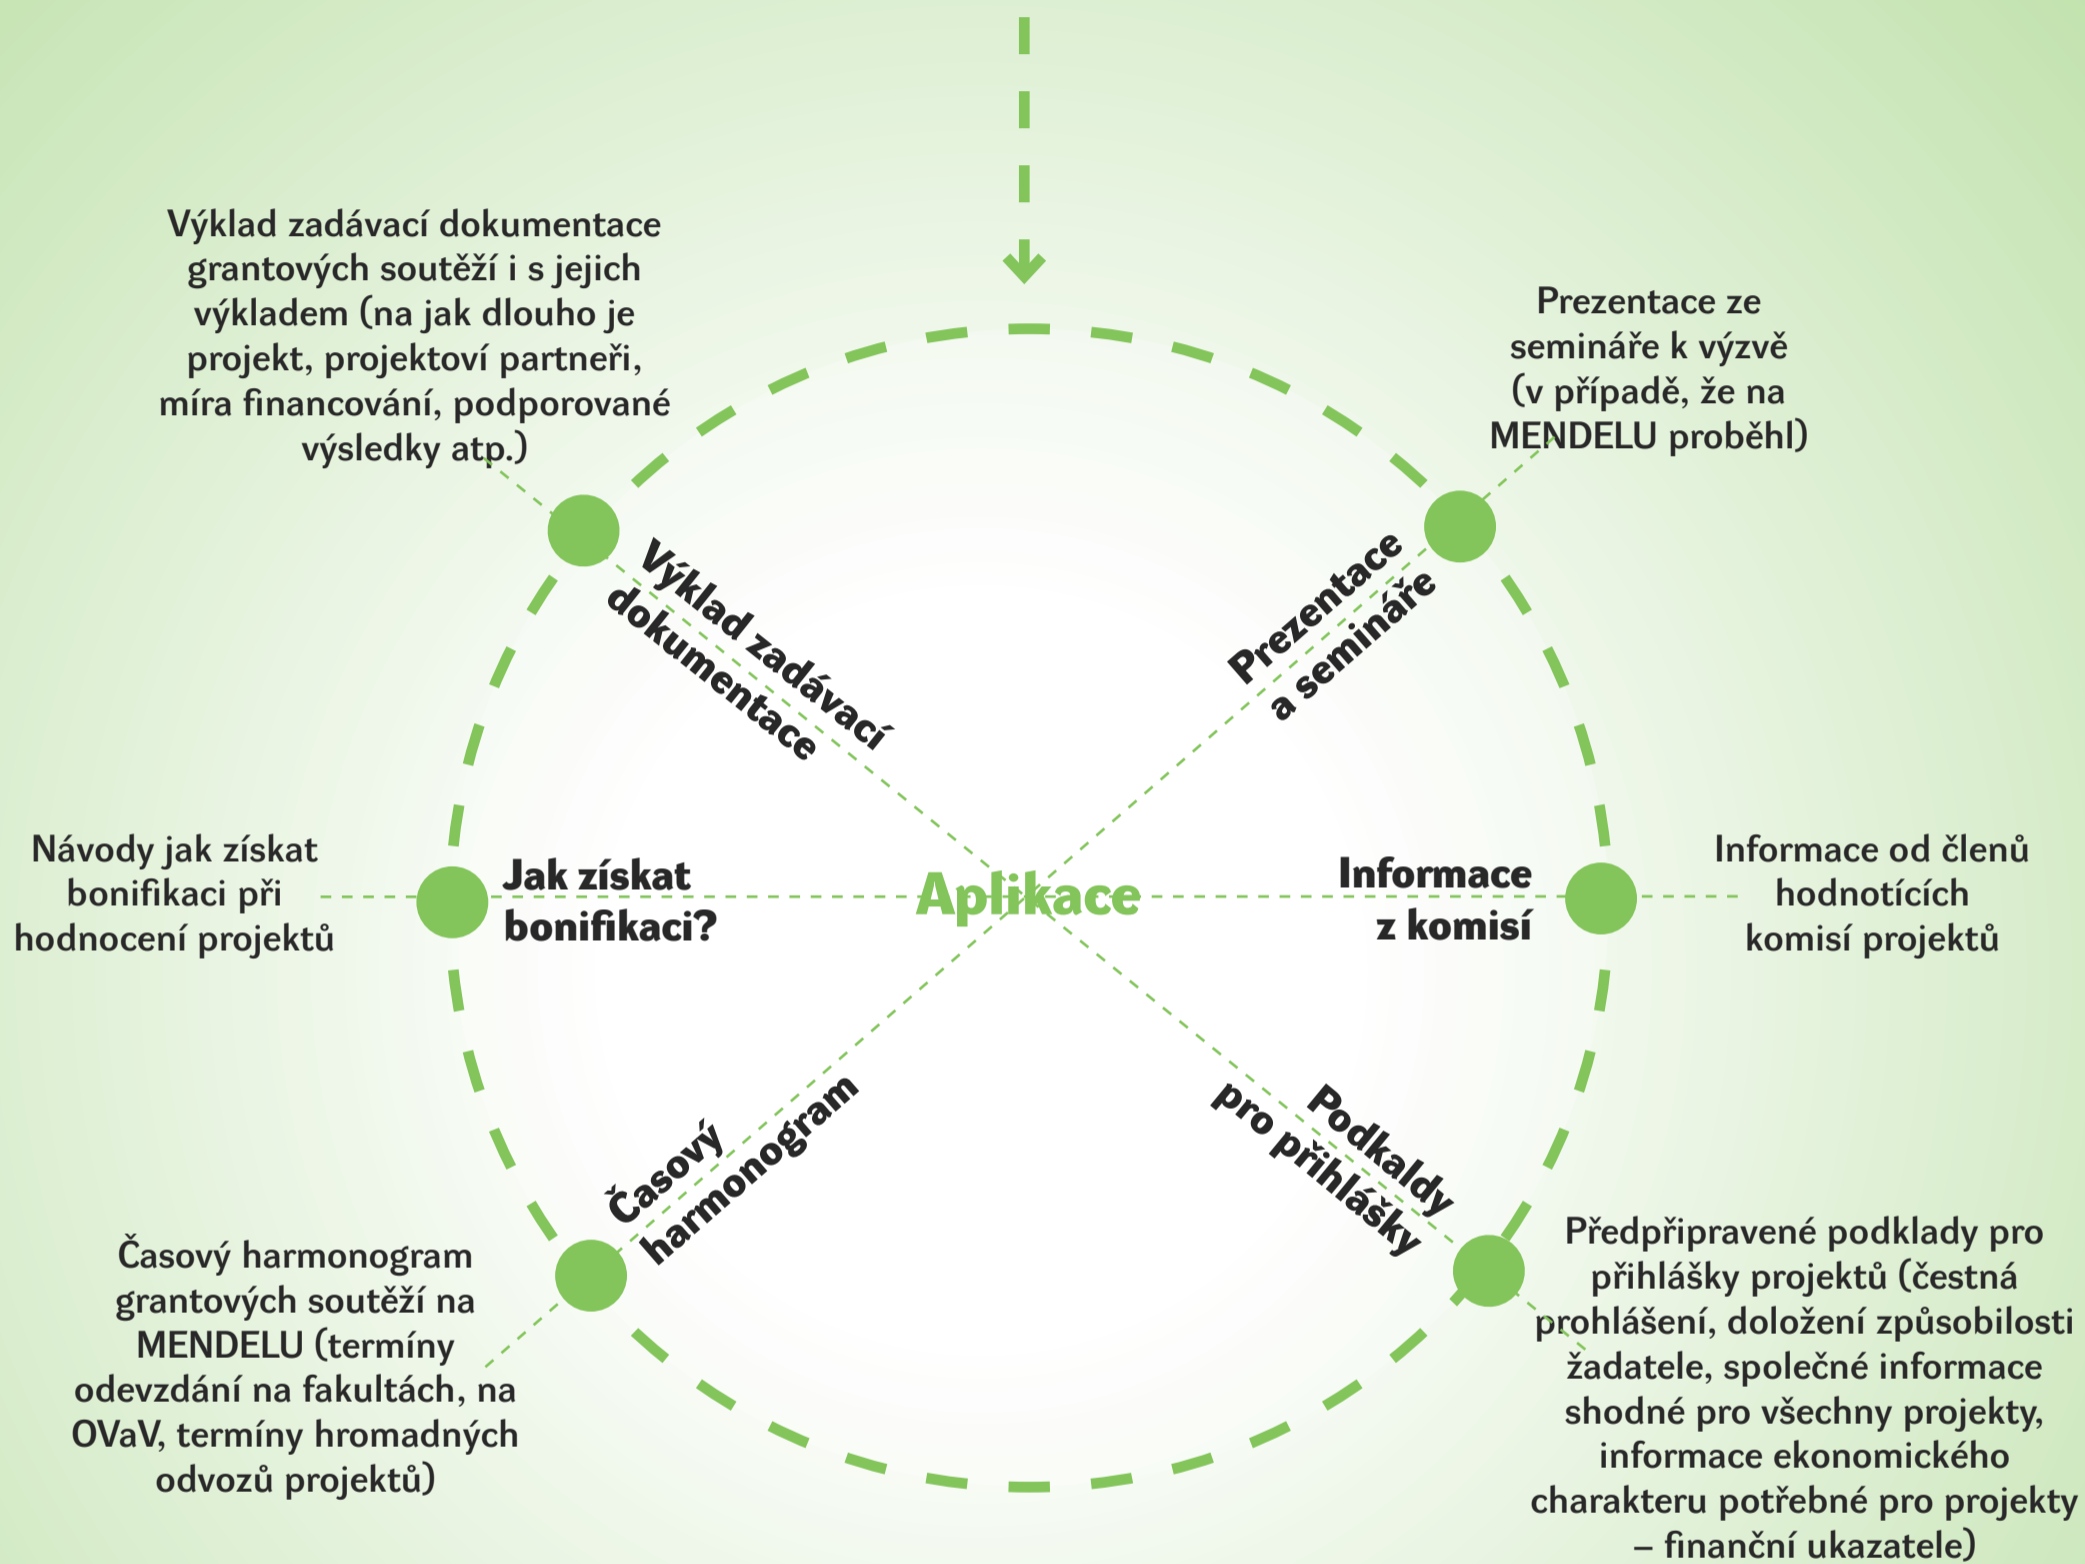 Výklad zadávací dokumentace
grantových soutěží i s jejich
výkladem (na jak dlouho je
projekt, projektoví partneři,
míra financování, podporované
výsledky atp.)
Prezentace ze
semináře k výzvě
(v případě, že na
MENDELU proběhl)
Výklad zadávací
dokumentace
Prezentace
a semináře
Návody jak získat
bonifikaci při
hodnocení projektů
Jak získat
bonifikaci?
Aplikace
Informace
z komisí
Informace od členů
hodnotících
komisí projektů
Časový
harmonogram
Podkaldy
pro přihlášky
Časový harmonogram
grantových soutěží na
MENDELU (termíny
odevzdání na fakultách, na
OVaV, termíny hromadných
odvozů projektů)
Předpřipravené podklady pro
přihlášky projektů (čestná
prohlášení, doložení způsobilosti
žadatele, společné informace
shodné pro všechny projekty,
informace ekonomického
charakteru potřebné pro projekty
– finanční ukazatele)